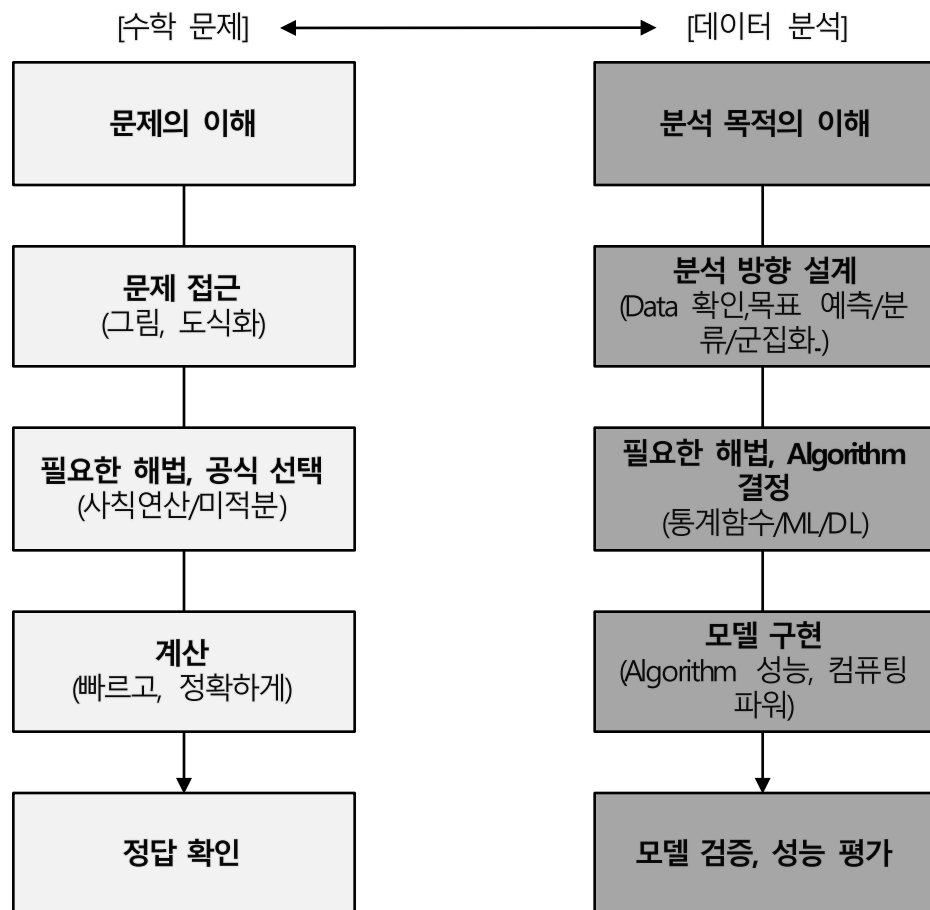 [수학 문제]
[데이터 분석]
문제의 이해
문제 접근
(그림, 도식화)
필요한 해법, 공식 선택
(사칙연산/미적분)
계산
(빠르고, 정확하게)
정답 확인
분석 목적의 이해
분석 방향 설계
(Data 확인,목표 예측/분
류/군집화..)
필요한 해법, Algorithm
결정
(통계함수/ML/DL)
모델 구현
(Algorithm 성능, 컴퓨팅
파워)
모델 검증, 성능 평가